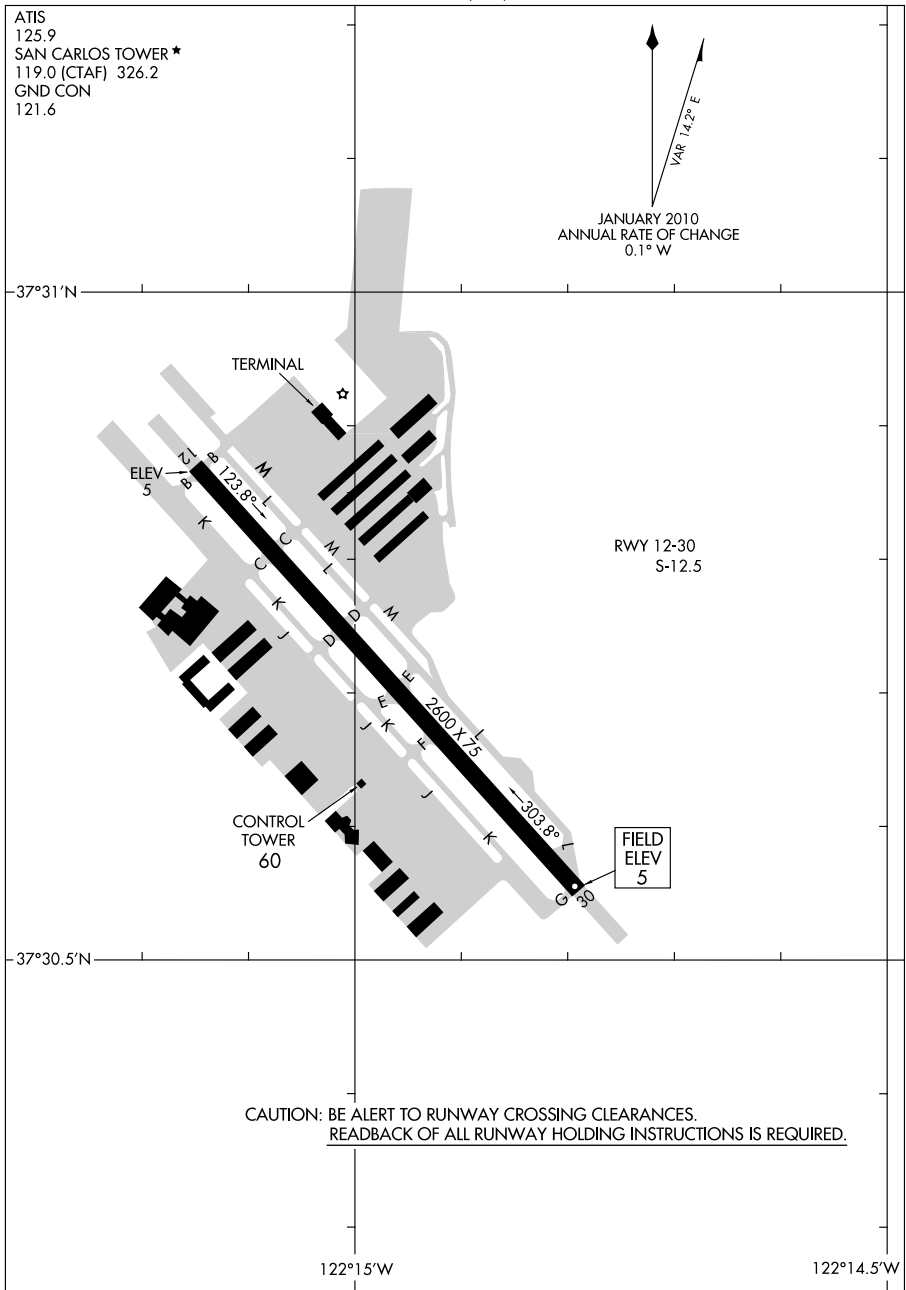 ATIS
125.9
SAN CARLOS TOWER★
119.0 (CTAF) 326.2
GND CON
121.6
VAR 14.2° E
JANUARY 2010
ANNUAL RATE OF CHANGE
0.1° W
37°31'N
TERMINAL
ELEV
5
12
B
B
123.8°
M
L
K
C
C
M
L
RWY 12-30
S-12.5
K
J
D
D
M
E
E
2600 X 75
L
J
K
F
J
K
303.8°
L
CONTROL
TOWER
60
FIELD
ELEV
5
G
30
37°30.5'N
CAUTION: BE ALERT TO RUNWAY CROSSING CLEARANCES.
READBACK OF ALL RUNWAY HOLDING INSTRUCTIONS IS REQUIRED.
122°15'W
122°14.5'W